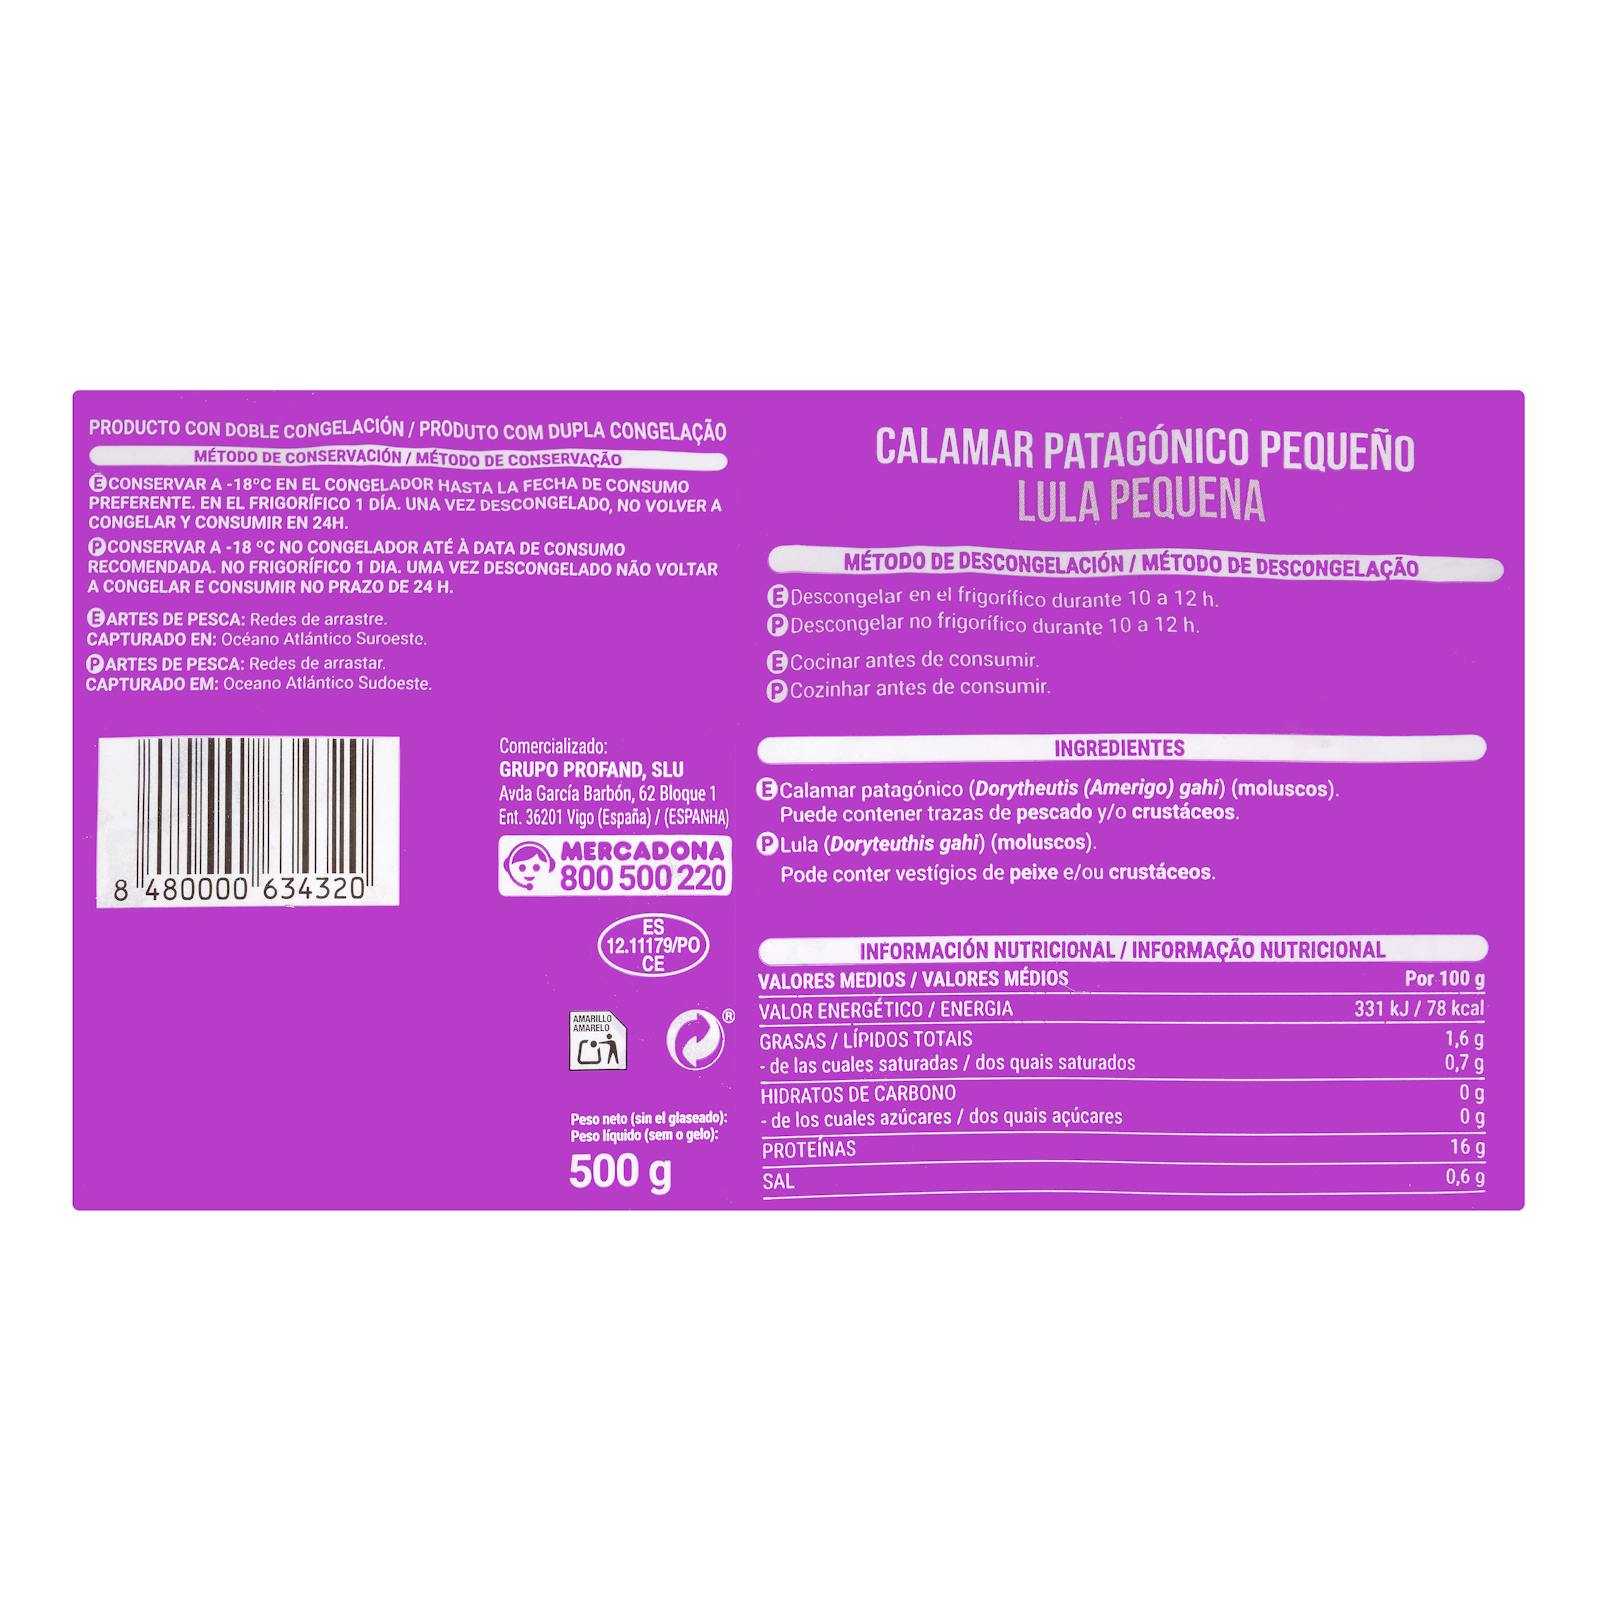 PRODUCTO CON DOBLE CONGELACIÓN / PRODUTO COM DUPLA CONGELAÇÃO
MÉTODO DE CONSERVACIÓN / MÉTODO DE CONSERVAÇÃO
E CONSERVAR A -18ºC EN EL CONGELADOR HASTA LA FECHA DE CONSUMO
PREFERENTE. EN EL FRIGORÍFICO 1 DÍA. UNA VEZ DESCONGELADO, NO VOLVER A
CONGELAR Y CONSUMIR EN 24H.
P CONSERVAR A -18 ºC NO CONGELADOR ATÉ À DATA DE CONSUMO
RECOMENDADA. NO FRIGORÍFICO 1 DIA. UMA VEZ DESCONGELADO NÃO VOLTAR
A CONGELAR E CONSUMIR NO PRAZO DE 24 H.
E ARTES DE PESCA: Redes de arrastre.
CAPTURADO EN: Océano Atlántico Suroeste.
P ARTES DE PESCA: Redes de arrastar.
CAPTURADO EM: Oceano Atlántico Sudoeste.
8 480000 634320
Comercializado:
GRUPO PROFAND, SLU
Avda García Barbón, 62 Bloque 1
Ent. 36201 Vigo (España) / (ESPANHA)
MERCADONA
800 500 220
ES
12.11179/PO
CE
AMARILLO
AMARELO
®
Peso neto (sin el glaseado):
Peso líquido (sem o gelo):
500 g
CALAMAR PATAGÓNICO PEQUEÑO
LULA PEQUENA
MÉTODO DE DESCONGELACIÓN / MÉTODO DE DESCONGELAÇÃO
E Descongelar en el frigorífico durante 10 a 12 h.
P Descongelar no frigorífico durante 10 a 12 h.
E Cocinar antes de consumir.
P Cozinhar antes de consumir.
INGREDIENTES
E Calamar patagónico (Dorytheutis (Amerigo) gahi) (moluscos).
Puede contener trazas de pescado y/o crustáceos.
P Lula (Doryteuthis gahi) (moluscos).
Pode conter vestígios de peixe e/ou crustáceos.
INFORMACIÓN NUTRICIONAL / INFORMAÇÃO NUTRICIONAL
VALORES MEDIOS / VALORES MÉDIOS Por 100 g
VALOR ENERGÉTICO / ENERGIA 331 kJ / 78 kcal
GRASAS / LÍPIDOS TOTAIS 1,6 g
- de las cuales saturadas / dos quais saturados 0,7 g
HIDRATOS DE CARBONO 0 g
- de los cuales azúcares / dos quais açúcares 0 g
PROTEÍNAS 16 g
SAL 0,6 g